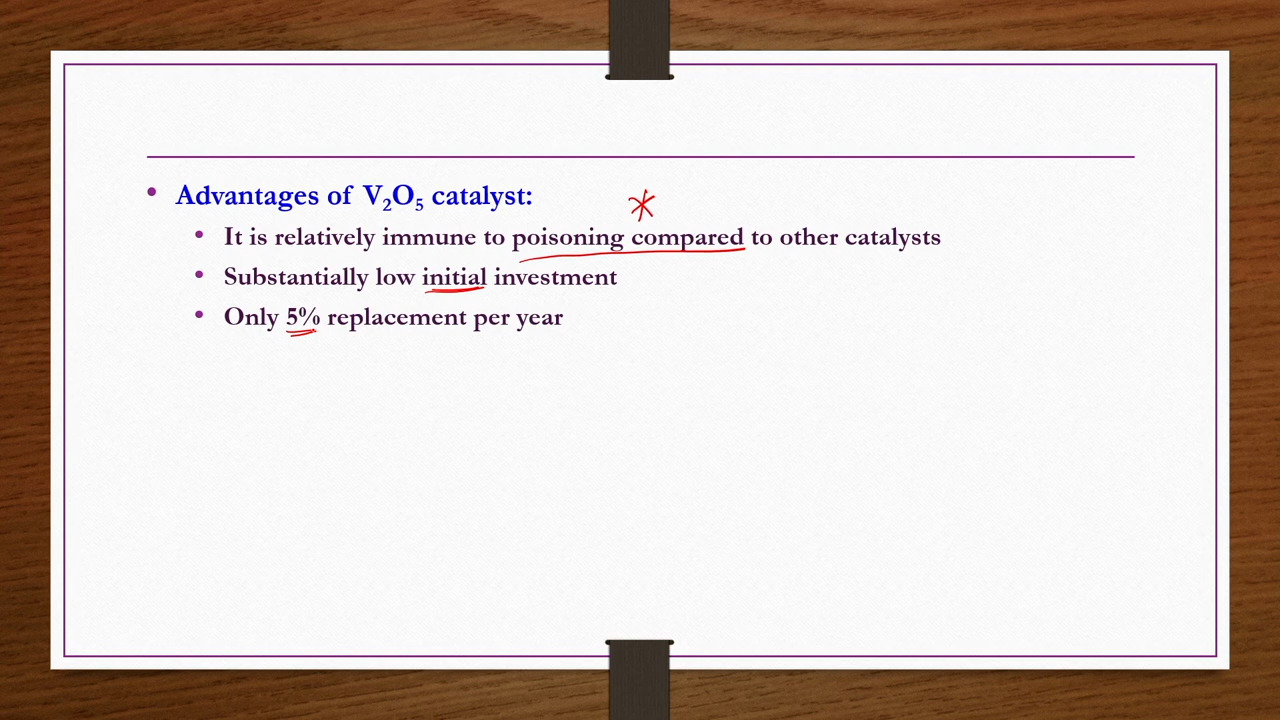 • Advantages of V₂O₅ catalyst:
• It is relatively immune to poisoning compared to other catalysts
• Substantially low initial investment
• Only 5% replacement per year